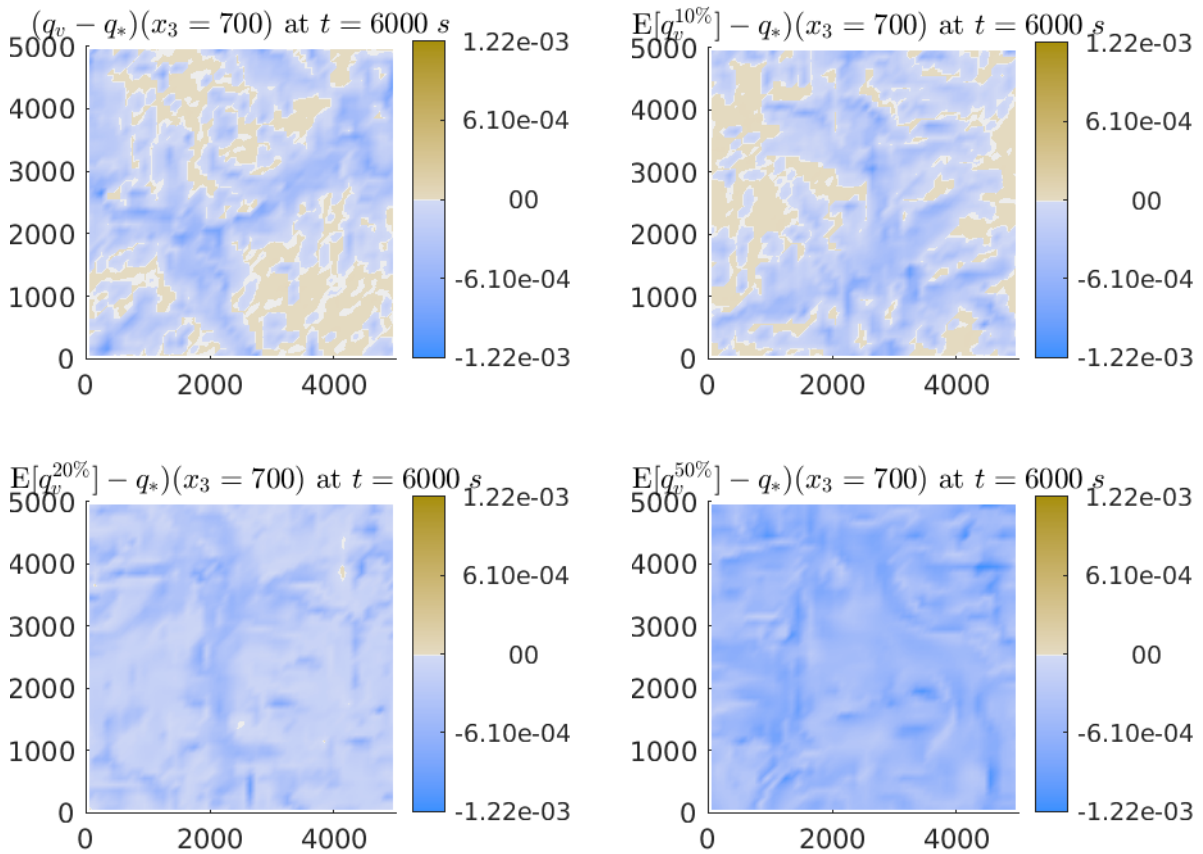 (q_v − q_*)(x_3 = 700) at t = 6000 s
5000
4000
3000
2000
1000
0
0
2000
4000
1.22e-03
6.10e-04
00
-6.10e-04
-1.22e-03
E[q_v^{10%}] − q_*)(x_3 = 700) at t = 6000 s
5000
4000
3000
2000
1000
0
0
2000
4000
1.22e-03
6.10e-04
00
-6.10e-04
-1.22e-03
E[q_v^{20%}] − q_*)(x_3 = 700) at t = 6000 s
5000
4000
3000
2000
1000
0
0
2000
4000
1.22e-03
6.10e-04
00
-6.10e-04
-1.22e-03
E[q_v^{50%}] − q_*)(x_3 = 700) at t = 6000 s
5000
4000
3000
2000
1000
0
0
2000
4000
1.22e-03
6.10e-04
00
-6.10e-04
-1.22e-03